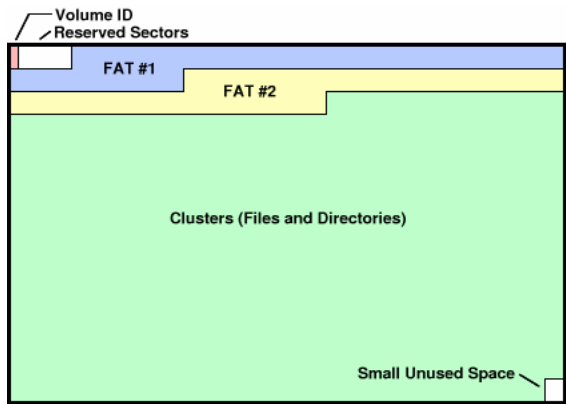 Volume ID
Reserved Sectors
FAT #1
FAT #2
Clusters (Files and Directories)
Small Unused Space